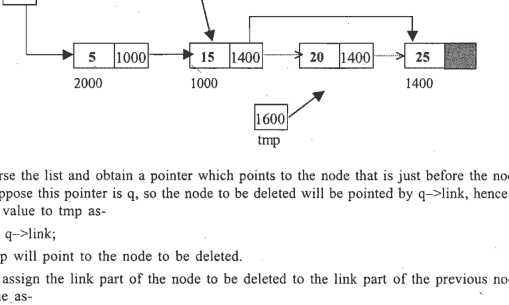 5 1000 15 1400 20 1400 25
2000 1000 1400
1600
tmp
rse the list and obtain a pointer which points to the node that is just before the
ppose this pointer is q, so the node to be deleted will be pointed by q–>link, hence
value to tmp as-
q–>link;
p will point to the node to be deleted.
assign the link part of the node to be deleted to the link part of the previous
as-